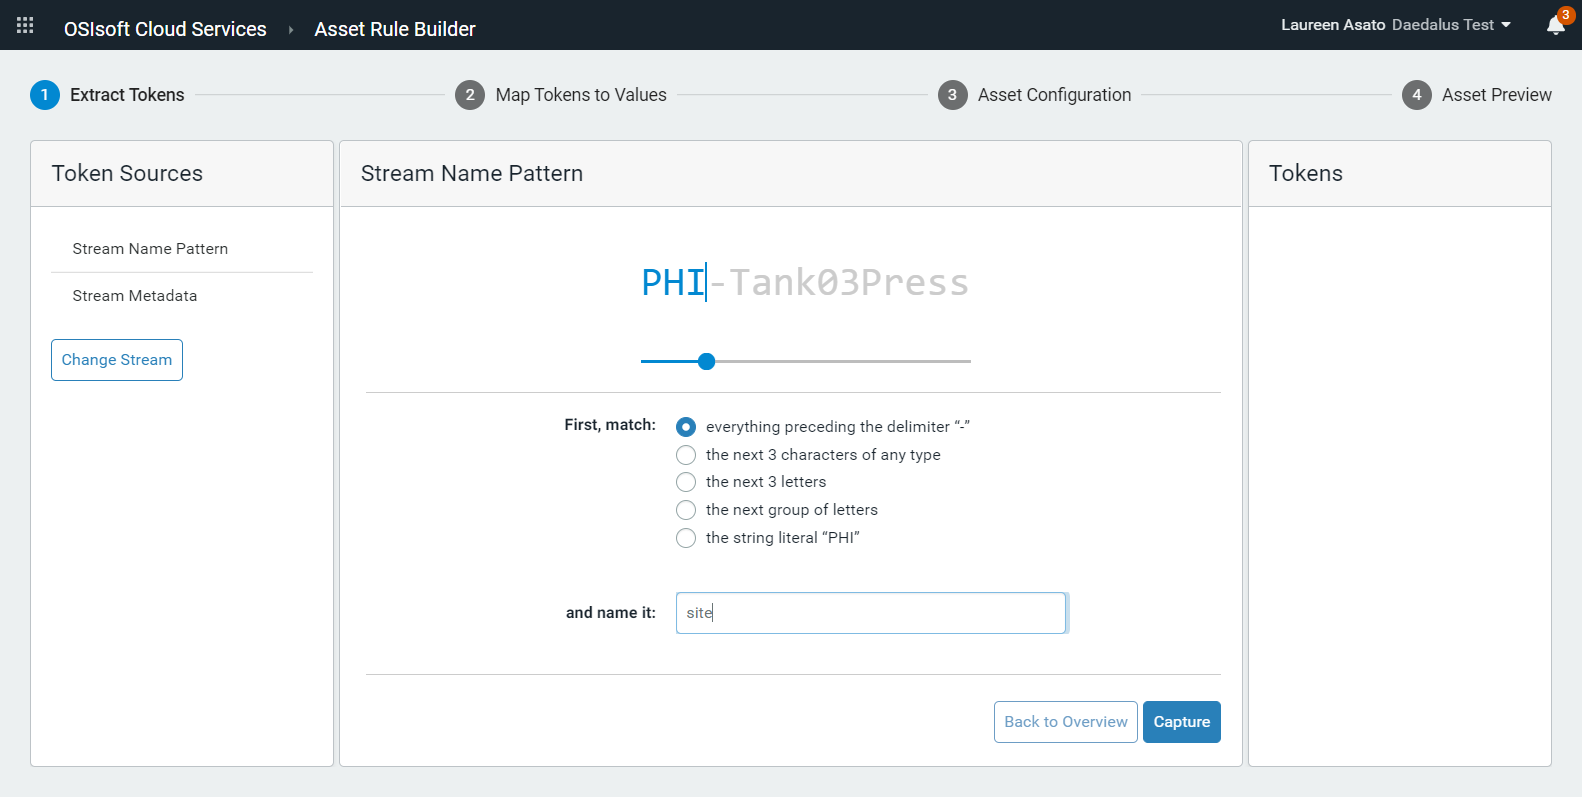 OSIsoft Cloud Services Asset Rule Builder Laureen Asato Daedalus Test 3
1 Extract Tokens 2 Map Tokens to Values 3 Asset Configuration 4 Asset Preview
Token Sources
Stream Name Pattern
Stream Metadata
Change Stream
Stream Name Pattern
PHI-Tank03Press
First, match:
everything preceding the delimiter “-”
the next 3 characters of any type
the next 3 letters
the next group of letters
the string literal “PHI”
and name it: site
Back to Overview Capture
Tokens